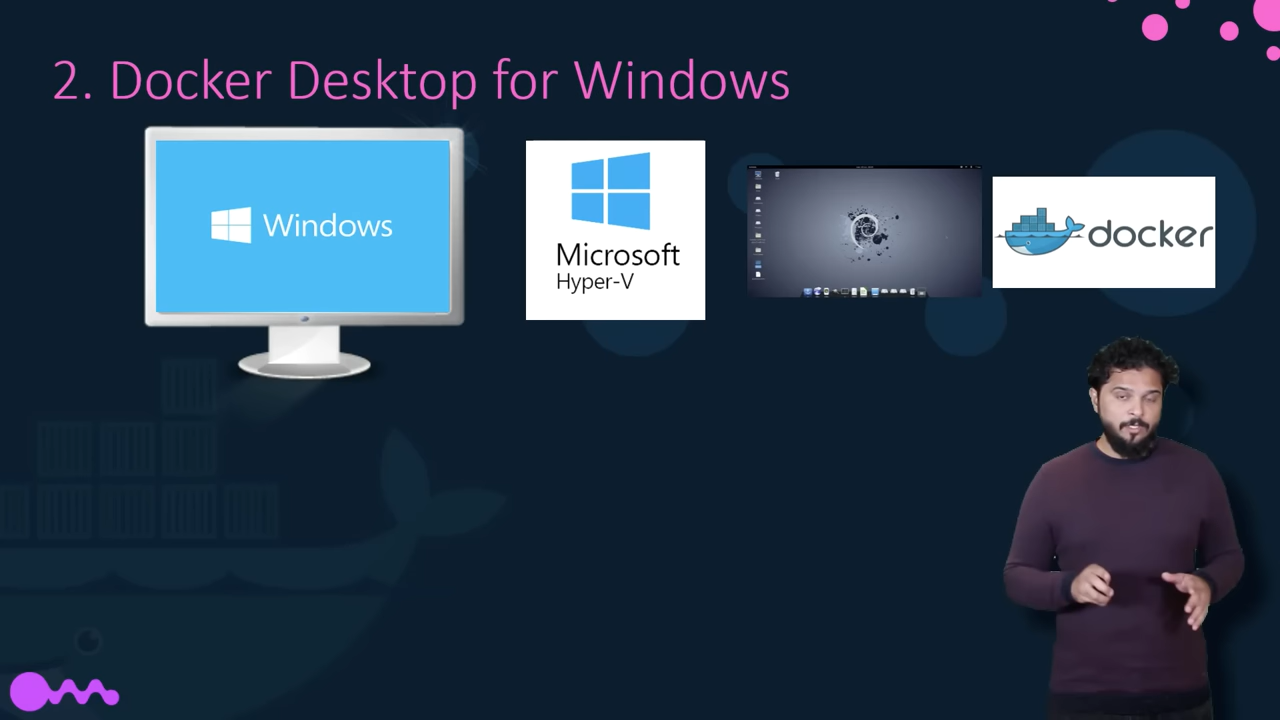 2. Docker Desktop for Windows
Windows
Microsoft
Hyper-V
docker